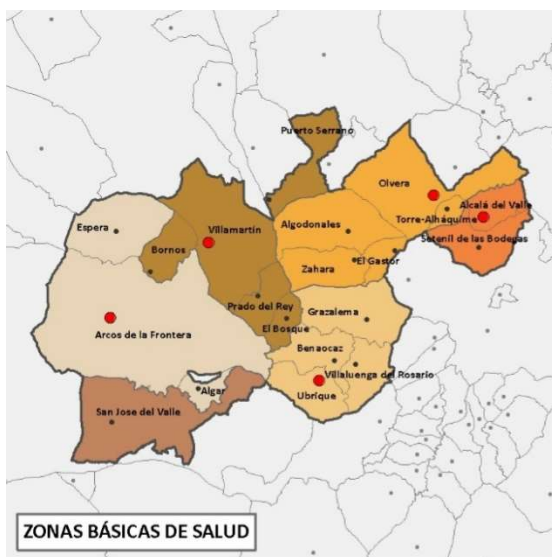 Puerto Serrano
Olvera
Alcalá del Valle
Torre-Alháquime
Setenil de las Bodegas
Espera
Villamartín
Algodonales
Bornos
El Gastor
Zahara
Prado del Rey
Grazalema
El Bosque
Arcos de la Frontera
Benaocaz
Villaluenga del Rosario
Algar
Ubrique
San Jose del Valle
ZONAS BÁSICAS DE SALUD